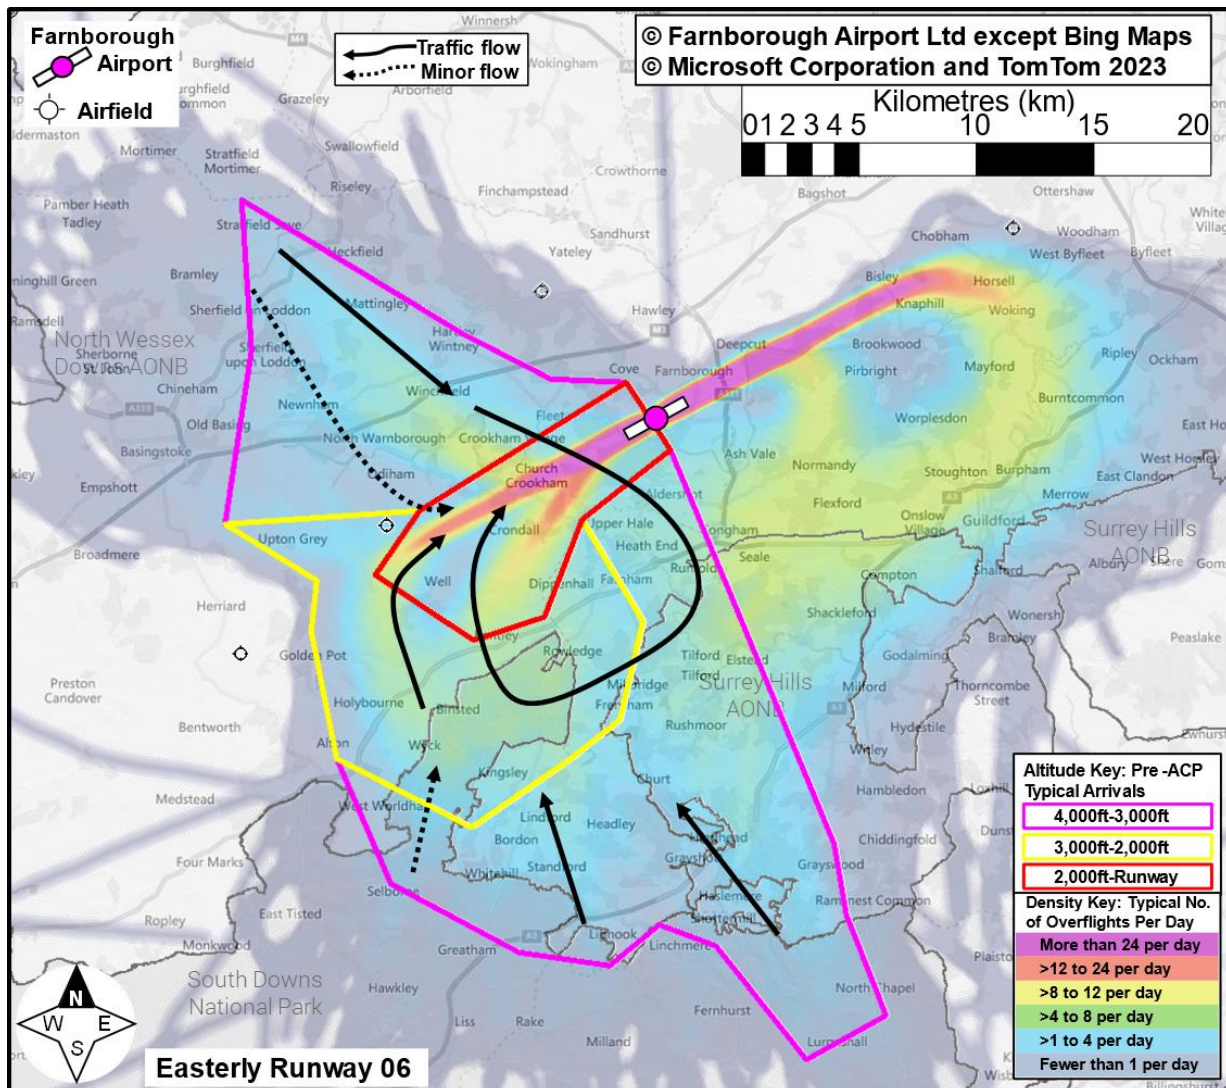 Farnborough
Airport
Airfield
Traffic flow
Minor flow
© Farnborough Airport Ltd except Bing Maps
© Microsoft Corporation and TomTom 2023
Kilometres (km)
0 1 2 3 4 5 10 15 20
Winnersh
Wokingham
Burghfield
Arborfield
Grazeley
Swallowfield
Mortimer
Stratfield
Mortimer
Riseley
Crowthorne
Finchampstead
Bagshot
Ottershaw
Pamber Heath
Tadley
Sandhurst
Chobham
Woodham
West Byfleet
Byfleet
Heckfield
Yateley
Bramley
Bisley
Horsell
Mattingley
Hawley
Knaphill
Woking
Ramsdell
Hartley
Wintney
Deepcut
Brookwood
North Wessex
Downs AONB
Sherborne
St John
Sherfield
upon Loddon
Cove
Farnborough
Pirbright
Mayford
Ripley
Ockham
Chineham
Winchfield
Newnham
Fleet
Worplesdon
Burntcommon
Old Basing
North Warnborough
Crookham Village
Basingstoke
Odiham
Church
Crookham
Ash Vale
Normandy
Stoughton
Burpham
West Horsley
East Clandon
Empshott
Aldershot
Flexford
Onslow
Village
Merrow
Guildford
Upton Grey
Crondall
Upper Hale
Tongham
Broadmere
Heath End
Seale
Surrey Hills
AONB
Well
Dippenhall
Farnham
Runfold
Compton
Shalford
Albury
Shere
Herriard
Shackleford
Wonersh
Golden Pot
Bentley
Rowledge
Tilford
Tilford
Elstead
Godalming
Bramley
Peaslake
Preston
Candover
Holybourne
Binsted
Millbridge
Frensham
Surrey Hills
AONB
Milford
Thorncombe
Street
Bentworth
Rushmoor
Hydestile
Alton
Wyck
Witley
Kingsley
Churt
Hambledon
Medstead
West Worldham
Lindford
Headley
Bordon
Chiddingfold
Four Marks
Standford
Grayshott
Grayswood
Whitehill
Selborne
Haslemere
Ropley
East Tisted
Shottermill
Liphook
Linchmere
Monkwood
Greatham
South Downs
National Park
Hawkley
North Chapel
Fernhurst
Liss
Rake
Milland
Lurgashall
Altitude Key: Pre -ACP
Typical Arrivals
4,000ft-3,000ft
3,000ft-2,000ft
2,000ft-Runway
Density Key: Typical No.
of Overflights Per Day
More than 24 per day
>12 to 24 per day
>8 to 12 per day
>4 to 8 per day
>1 to 4 per day
Fewer than 1 per day
N
W E
S
Easterly Runway 06